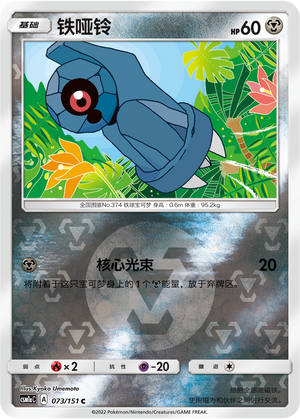 基础 铁哑铃 HP60
全国图鉴No.374 铁球宝可梦 身高：0.6m 体重：95.2kg
核心光束 20
将附着于这只宝可梦身上的1个能量，放于弃牌区。
弱点 ×2 抗性 -20 撤退
Illus.Kyoko Umemoto
csm1aC A 073/151 C
©2022 Pokémon/Nintendo/Creatures/GAME FREAK.